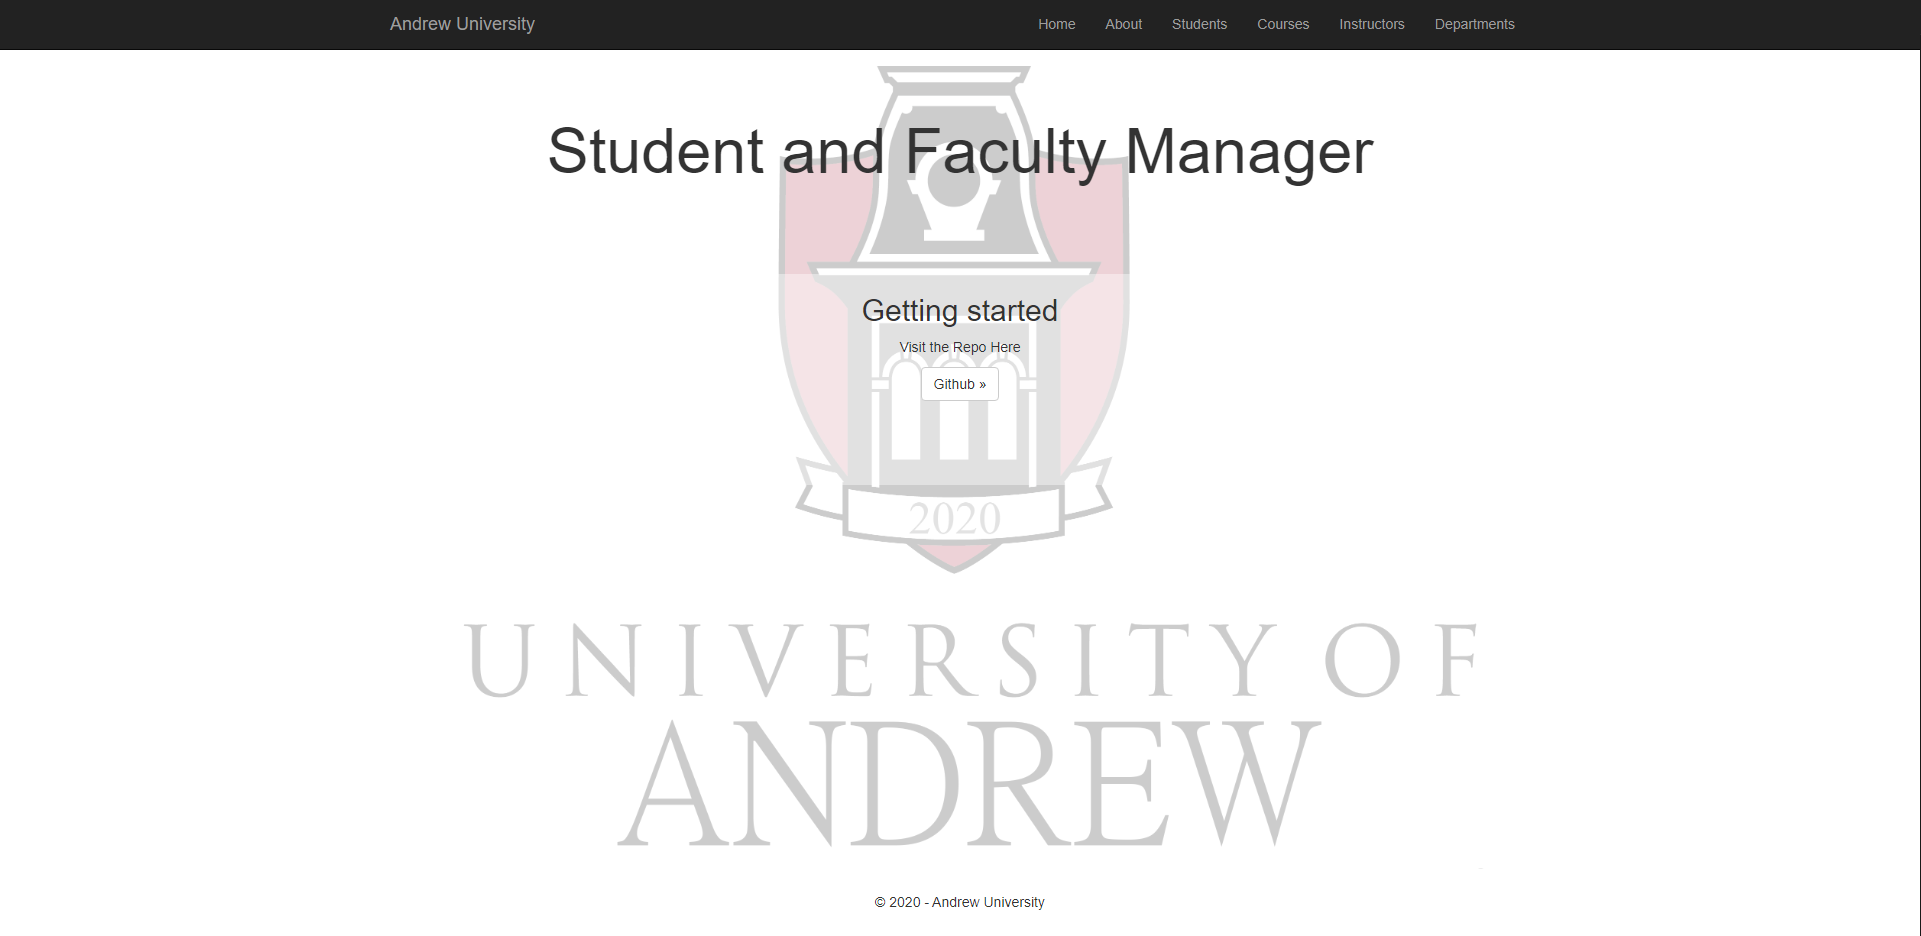 Andrew University Home About Students Courses Instructors Departments
Student and Faculty Manager
Getting started
Visit the Repo Here
Github »
2020
UNIVERSITY OF
ANDREW
© 2020 - Andrew University